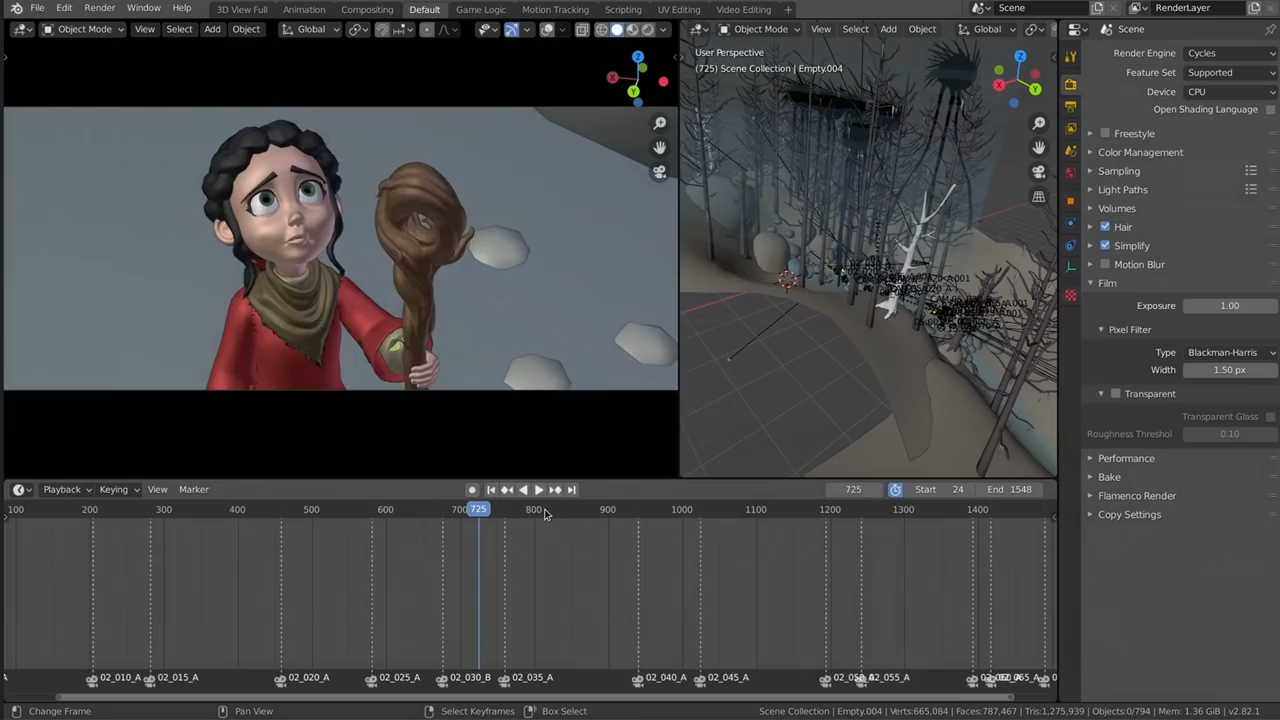 File Edit Render Window Help 3D View Full Animation Compositing Default Game Logic Motion Tracking Scripting UV Editing Video Editing + Scene RenderLayer
Object Mode View Select Add Object Global
Object Mode View Select Add Object Global
Scene
User Perspective
(725) Scene Collection | Empty.004
Z
X
Y
Z
X
Y
Render Engine Cycles
Feature Set Supported
Device CPU
Open Shading Language
Freestyle
Color Management
Sampling
Light Paths
Volumes
Hair
Simplify
Motion Blur
Film
Exposure 1.00
Pixel Filter
Type Blackman-Harris
Width 1.50 px
Transparent
Transparent Glass
Roughness Threshol 0.10
Performance
Bake
Flamenco Render
Copy Settings
Playback Keying View Marker 725 Start 24 End 1548
100 200 300 400 500 600 700 725 800 900 1000 1100 1200 1300 1400
02_010_A 02_015_A 02_020_A 02_025_A 02_030_B 02_035_A 02_040_A 02_045_A 02_055_A
Change Frame Pan View Select Keyframes Box Select Scene Collection | Empty.004 | Verts:665,084 | Faces:787,467 | Tris:1,275,939 | Objects:0/794 | Mem: 1.36 GiB | v2.82.1